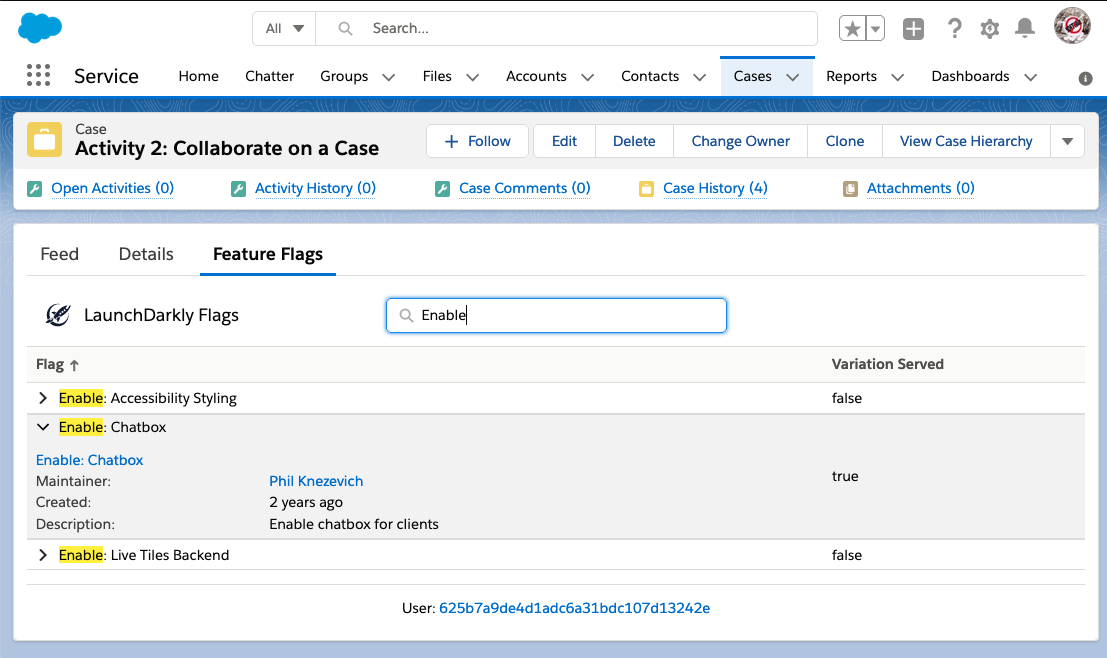 All Search...
Service Home Chatter Groups Files Accounts Contacts Cases Reports Dashboards
Case
Activity 2: Collaborate on a Case
Follow Edit Delete Change Owner Clone View Case Hierarchy
Open Activities (0) Activity History (0) Case Comments (0) Case History (4) Attachments (0)
Feed Details Feature Flags
LaunchDarkly Flags Enable
Flag ↑ Variation Served
Enable: Accessibility Styling false
Enable: Chatbox
Enable: Chatbox
true
Maintainer: Phil Knezevich
Created: 2 years ago
Description: Enable chatbox for clients
Enable: Live Tiles Backend false
User: 625b7a9de4d1adc6a31bdc107d13242e